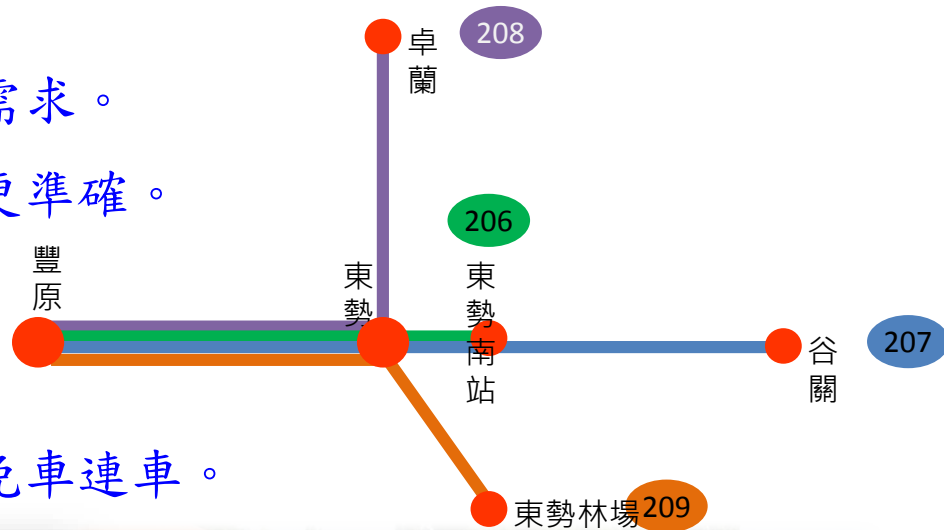 卓蘭
208
需求。
更準確。
206
豐原
東勢
東勢南站
谷關
207
免車連車。
東勢林場
209